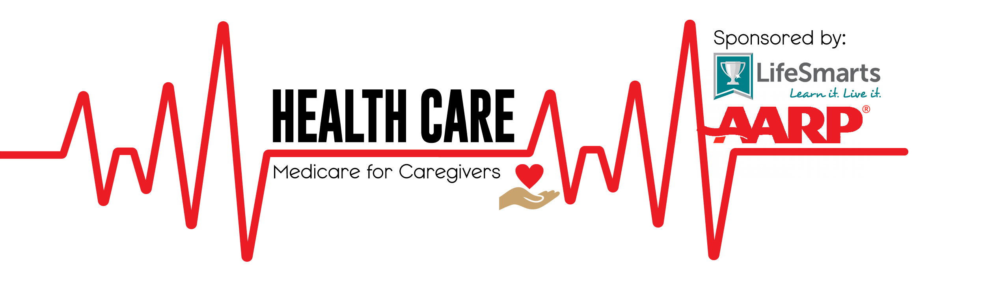 HEALTH CARE
Medicare for Caregivers
Sponsored by:
LifeSmarts
Learn it. Live it.
AARP®